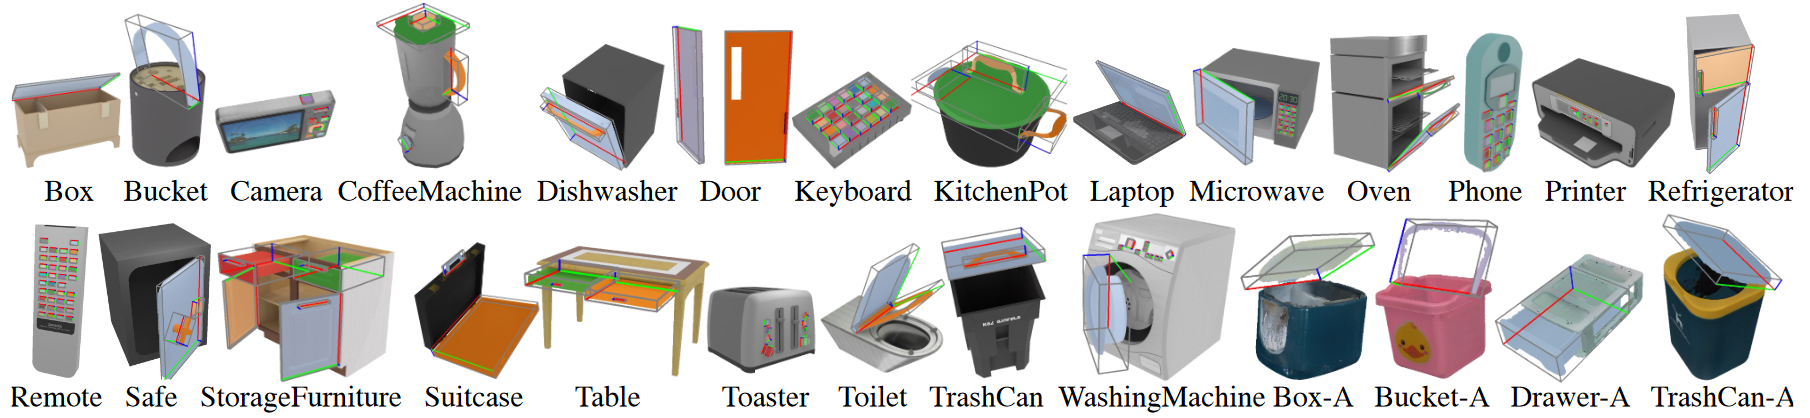 Box Bucket Camera CoffeeMachine Dishwasher Door Keyboard KitchenPot Laptop Microwave Oven Phone Printer Refrigerator
Remote Safe StorageFurniture Suitcase Table Toaster Toilet TrashCan WashingMachine Box-A Bucket-A Drawer-A TrashCan-A